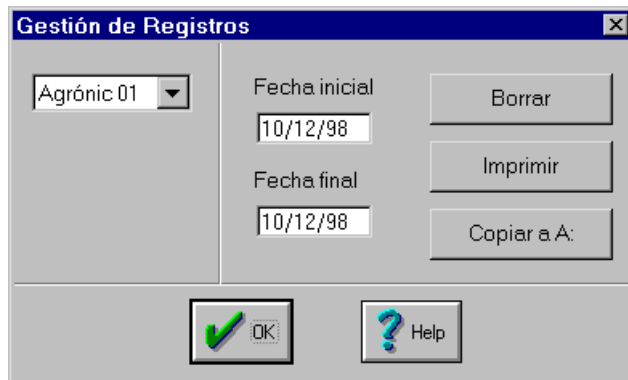 Gestión de Registros
Agrónic 01
Fecha inicial
10/12/98
Fecha final
10/12/98
Borrar
Imprimir
Copiar a A:
OK
Help